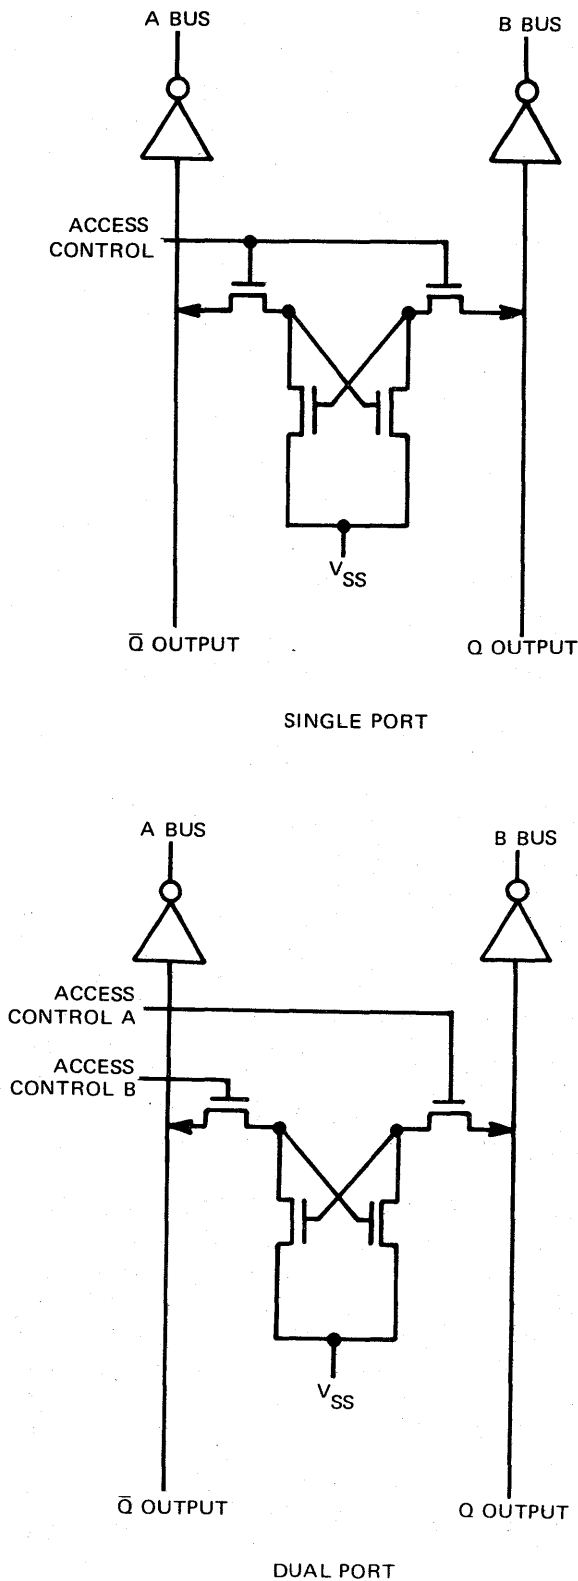 A BUS
B BUS
ACCESS
CONTROL
VSS
Q̅ OUTPUT
Q OUTPUT
SINGLE PORT
A BUS
B BUS
ACCESS
CONTROL A
ACCESS
CONTROL B
VSS
Q̅ OUTPUT
Q OUTPUT
DUAL PORT